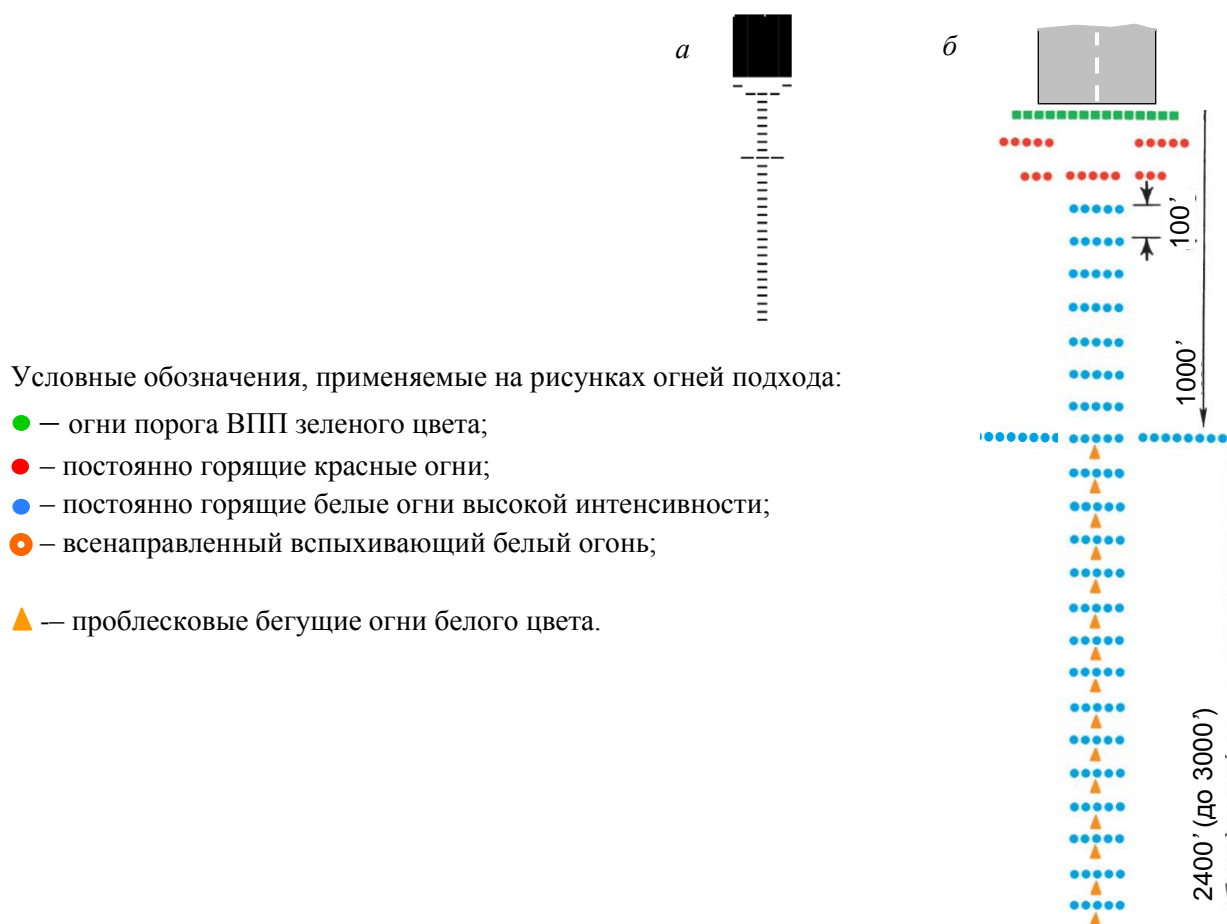 а
б
100’
1000’
Условные обозначения, применяемые на рисунках огней подхода:
– огни порога ВПП зеленого цвета;
– постоянно горящие красные огни;
– постоянно горящие белые огни высокой интенсивности;
– всенаправленный вспыхивающий белый огонь;
-– проблесковые бегущие огни белого цвета.
2400’ (до 3000’)